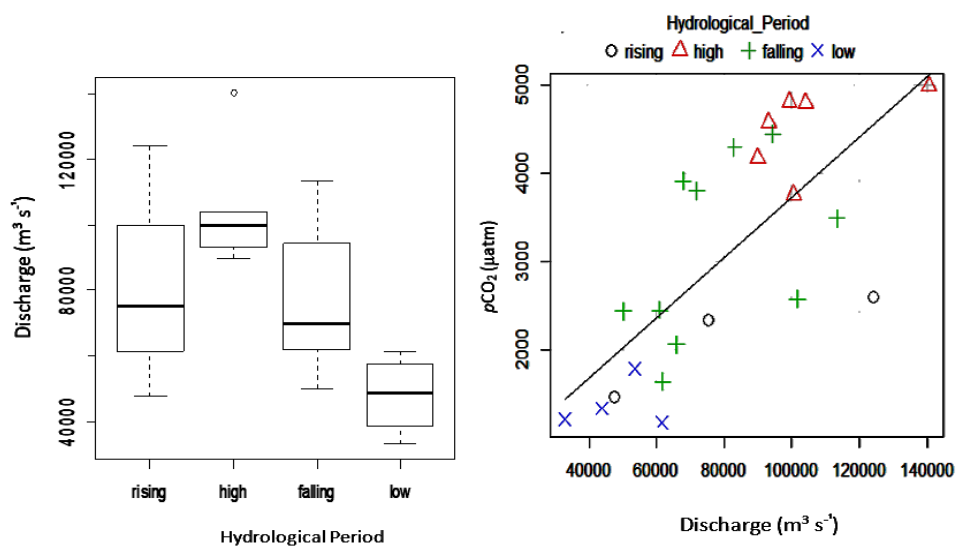 Discharge (m³ s⁻¹)
120000
80000
40000
rising high falling low
Hydrological Period
Hydrological_Period
rising high falling low
pCO₂ (µatm)
5000
4000
3000
2000
40000 60000 80000 100000 120000 140000
Discharge (m³ s⁻¹)